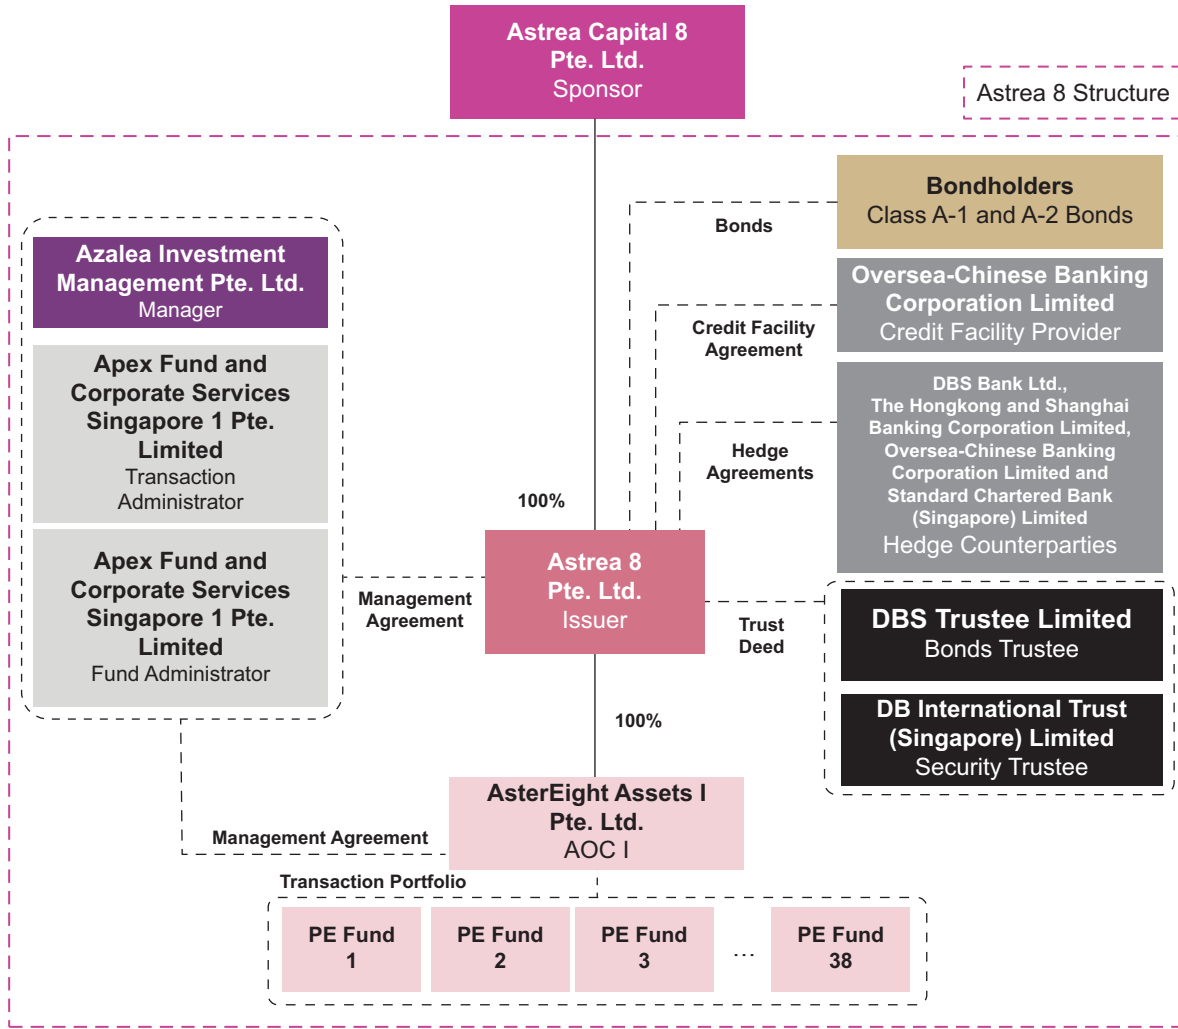 Astrea Capital 8
Pte. Ltd.
Sponsor
Astrea 8 Structure
Bondholders
Class A-1 and A-2 Bonds
Bonds
Azalea Investment
Management Pte. Ltd.
Manager
Oversea-Chinese Banking
Corporation Limited
Credit Facility Provider
Credit Facility
Agreement
Apex Fund and
Corporate Services
Singapore 1 Pte.
Limited
Transaction
Administrator
DBS Bank Ltd.,
The Hongkong and Shanghai
Banking Corporation Limited,
Oversea-Chinese Banking
Corporation Limited and
Standard Chartered Bank
(Singapore) Limited
Hedge Counterparties
Hedge
Agreements
100%
Apex Fund and
Corporate Services
Singapore 1 Pte.
Limited
Fund Administrator
Management
Agreement
Astrea 8
Pte. Ltd.
Issuer
Trust
Deed
DBS Trustee Limited
Bonds Trustee
DB International Trust
(Singapore) Limited
Security Trustee
100%
AsterEight Assets I
Pte. Ltd.
AOC I
Management Agreement
Transaction Portfolio
PE Fund
1
PE Fund
2
PE Fund
3
...
PE Fund
38